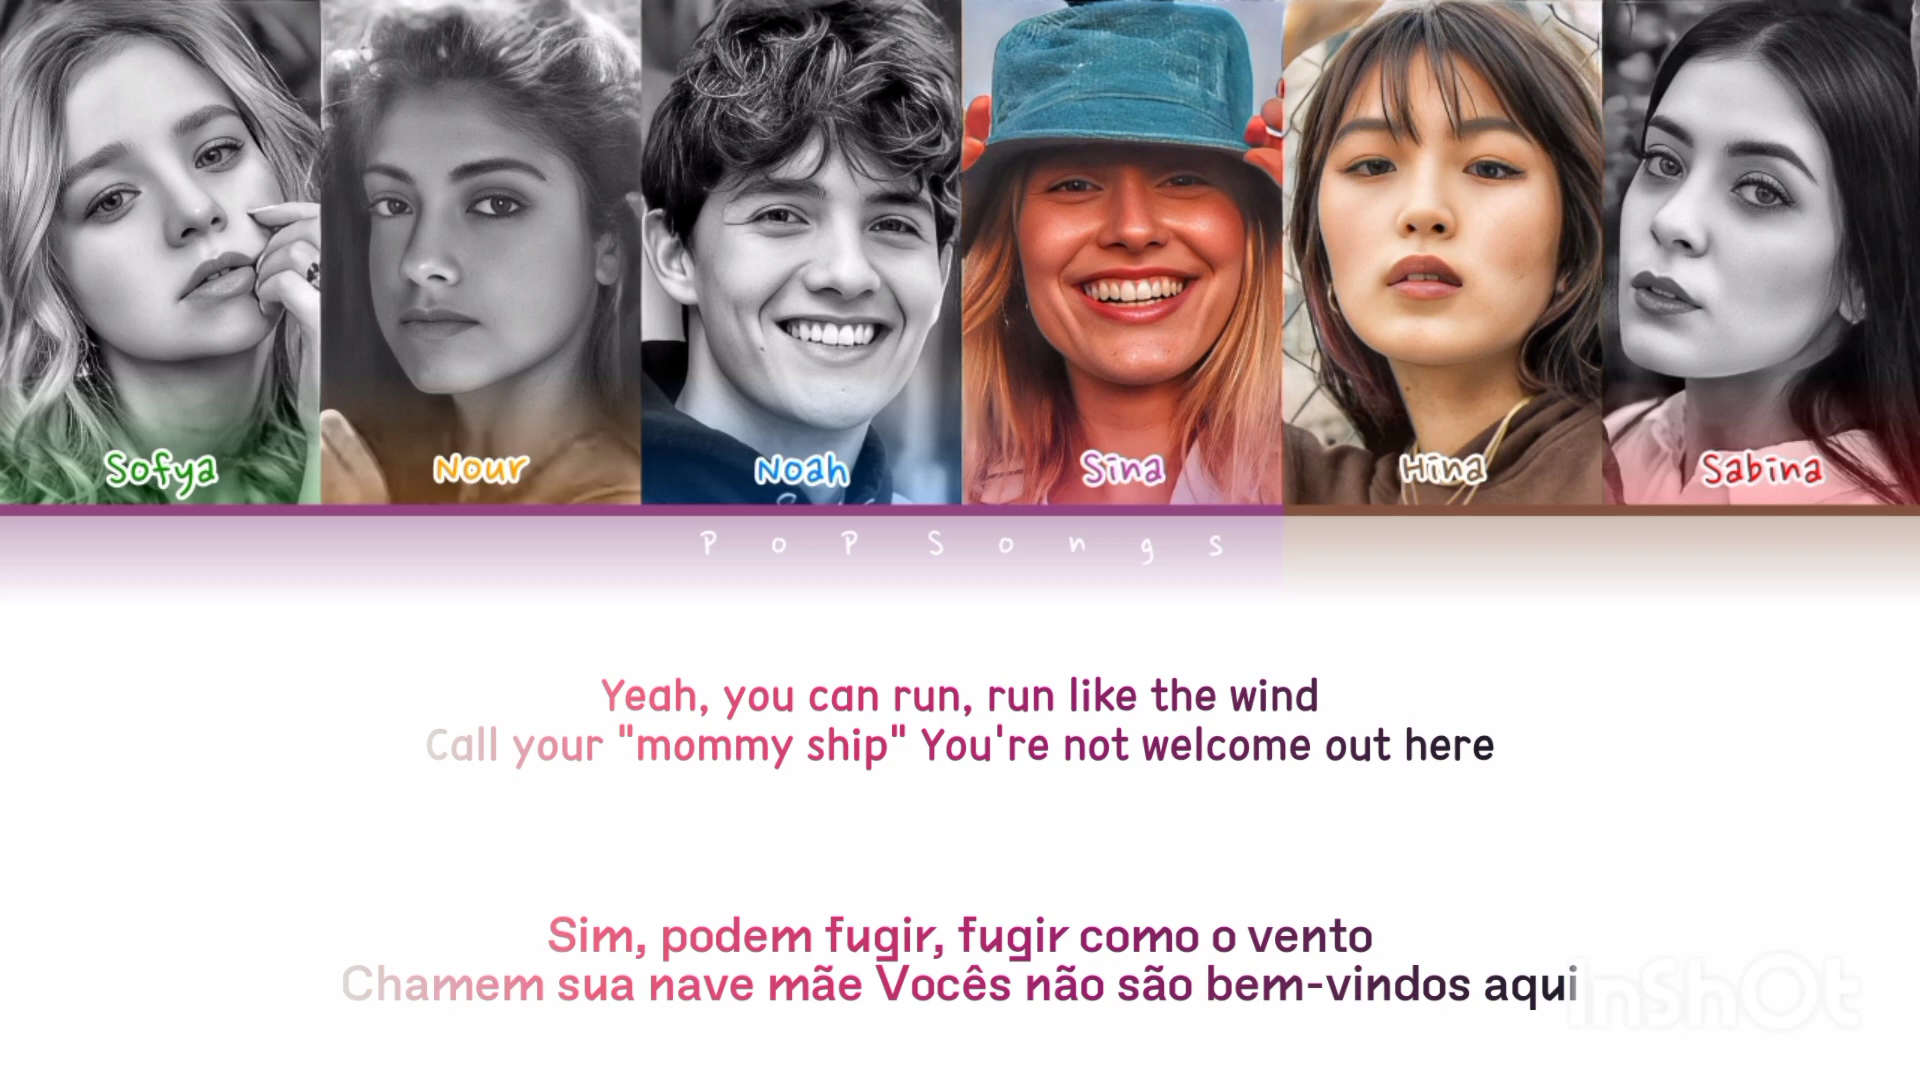 Sofya
Nour
Noah
Sina
Hina
Sabina
P o P S o n g s
Yeah, you can run, run like the wind
Call your "mommy ship" You're not welcome out here
Sim, podem fugir, fugir como o vento
Chamem sua nave mãe Vocês não são bem-vindos aqui
InShOt